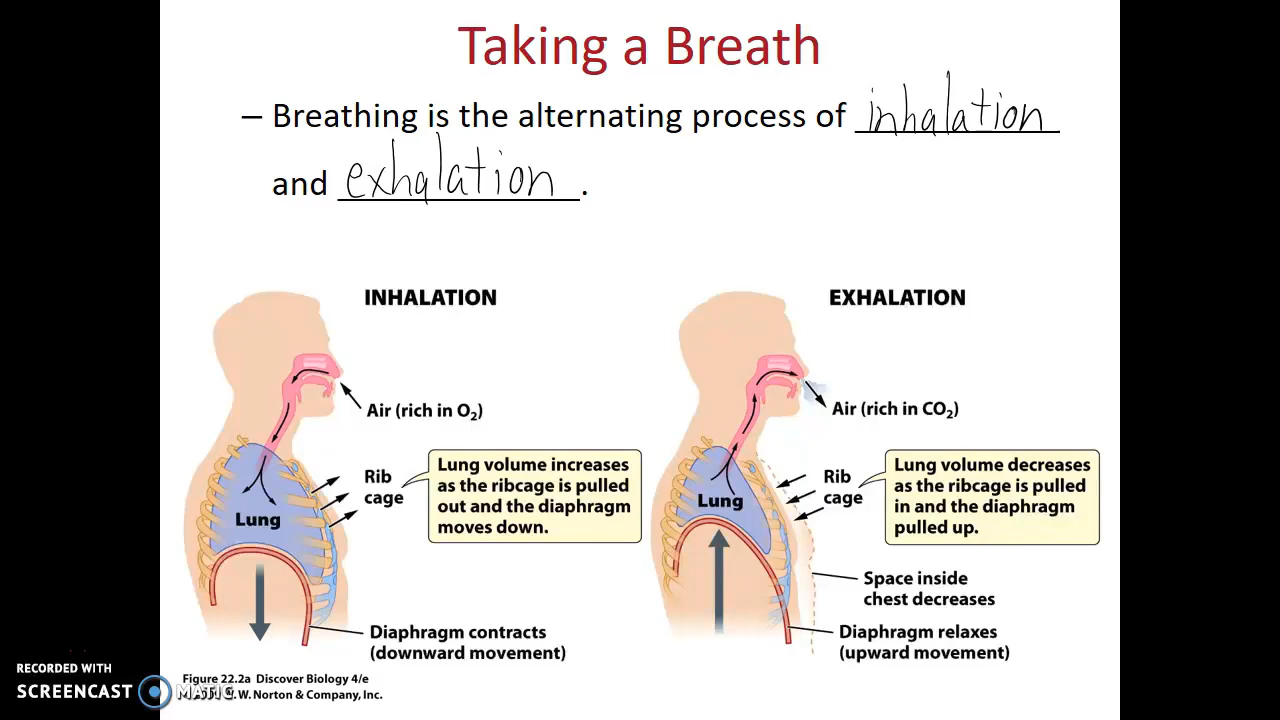 Taking a Breath
– Breathing is the alternating process of inhalation
and exhalation.
INHALATION
Air (rich in O₂)
Rib
cage
Lung volume increases
as the ribcage is pulled
out and the diaphragm
moves down.
Lung
Diaphragm contracts
(downward movement)
EXHALATION
Air (rich in CO₂)
Rib
cage
Lung volume decreases
as the ribcage is pulled
in and the diaphragm
pulled up.
Lung
Space inside
chest decreases
Diaphragm relaxes
(upward movement)
Figure 22.2a Discover Biology 4/e
W. Norton & Company, Inc.
RECORDED WITH
SCREENCAST MATIC